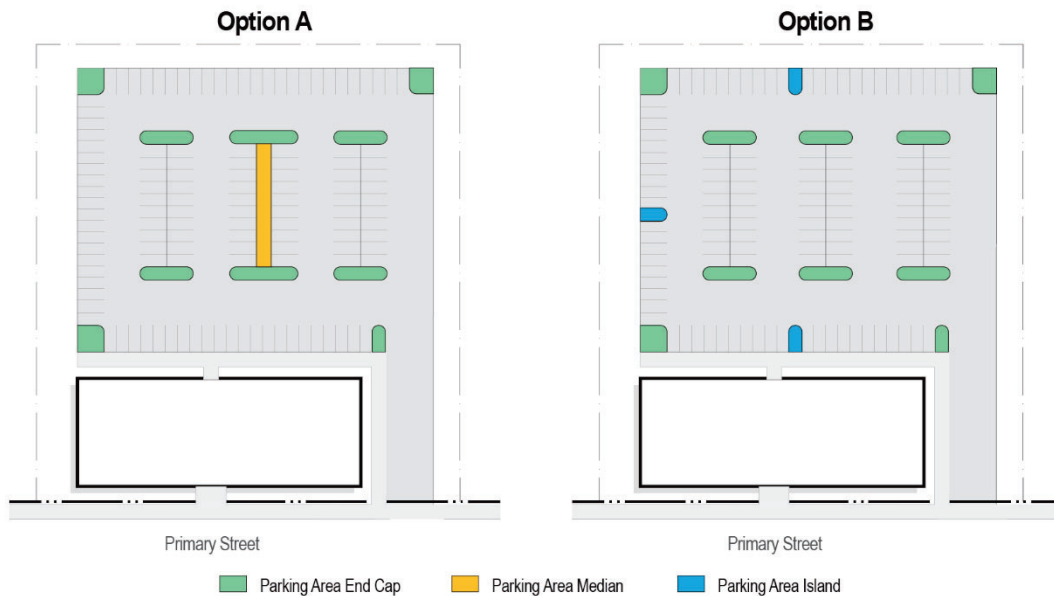 Option A
Option B
Primary Street
Primary Street
Parking Area End Cap
Parking Area Median
Parking Area Island